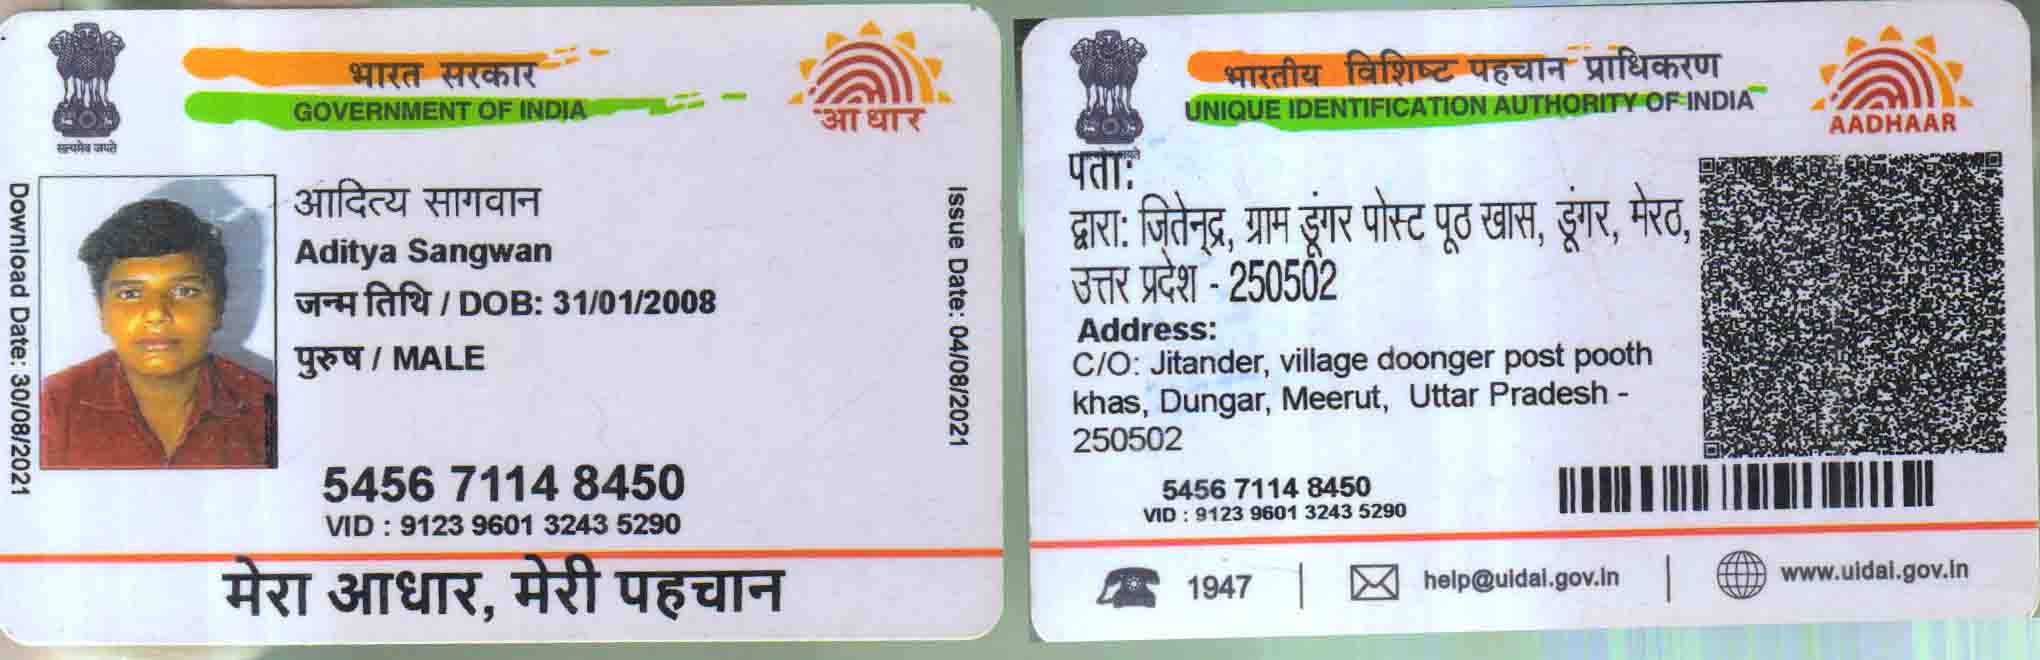 सत्यमेव जयते
भारत सरकार
GOVERNMENT OF INDIA
आधार
Download Date: 30/08/2021
आदित्य सागवान
Aditya Sangwan
जन्म तिथि / DOB: 31/01/2008
पुरुष / MALE
Issue Date: 04/08/2021
5456 7114 8450
VID : 9123 9601 3243 5290
मेरा आधार, मेरी पहचान
भारतीय विशिष्ट पहचान प्राधिकरण
UNIQUE IDENTIFICATION AUTHORITY OF INDIA
AADHAAR
पता:
द्वारा: जितेन्द्र, ग्राम डूंगर पोस्ट पूठ खास, डूंगर, मेरठ,
उत्तर प्रदेश - 250502
Address:
C/O: Jitander, village doonger post pooth
khas, Dungar, Meerut, Uttar Pradesh -
250502
5456 7114 8450
VID : 9123 9601 3243 5290
1947
help@uidai.gov.in
www.uidai.gov.in